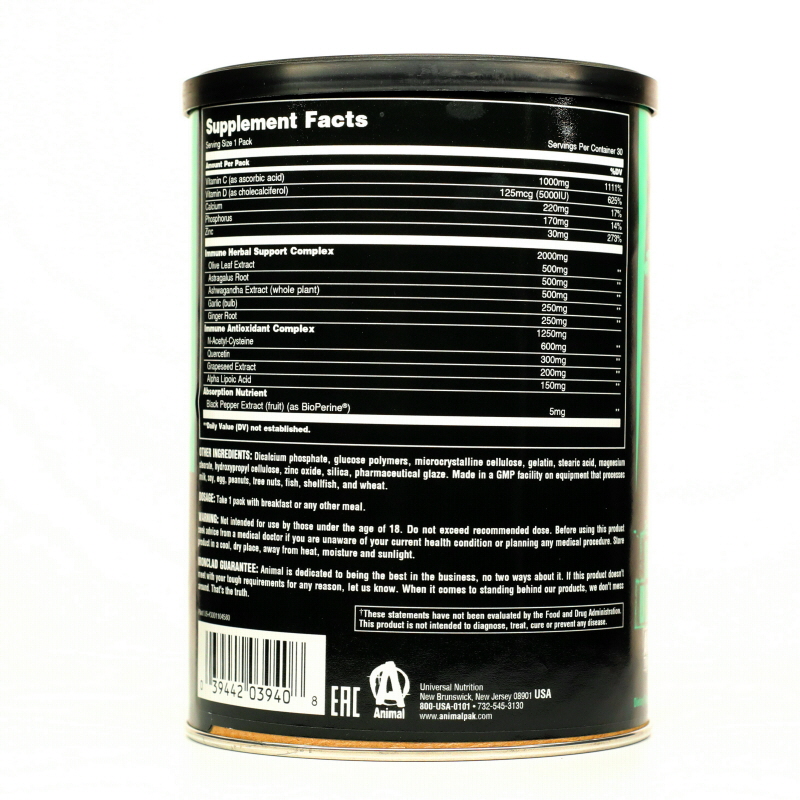 Supplement Facts
Serving Size 1 Pack Servings Per Container 30
Amount Per Pack %DV
Vitamin C (as ascorbic acid) 1000mg 1111%
Vitamin D (as cholecalciferol) 125mcg (5000IU) 625%
Calcium 220mg 17%
Phosphorus 170mg 14%
Zinc 30mg 273%
Immune Herbal Support Complex 2000mg
Olive Leaf Extract 500mg **
Astragalus Root 500mg **
Ashwagandha Extract (whole plant) 500mg **
Garlic (bulb) 250mg **
Ginger Root 250mg **
Immune Antioxidant Complex 1250mg
N-Acetyl-Cysteine 600mg **
Quercetin 300mg **
Grapeseed Extract 200mg **
Alpha Lipoic Acid 150mg **
Absorption Nutrient
Black Pepper Extract (fruit) (as BioPerine®) 5mg **
**Daily Value (DV) not established.
OTHER INGREDIENTS: Dicalcium phosphate, glucose polymers, microcrystalline cellulose, gelatin, stearic acid, magnesium
stearate, hydroxypropyl cellulose, zinc oxide, silica, pharmaceutical glaze. Made in a GMP facility on equipment that processes
milk, soy, egg, peanuts, tree nuts, fish, shellfish, and wheat.
DOSAGE: Take 1 pack with breakfast or any other meal.
WARNING: Not intended for use by those under the age of 18. Do not exceed recommended dose. Before using this product
seek advice from a medical doctor if you are unaware of your current health condition or planning any medical procedure. Store
product in a cool, dry place, away from heat, moisture and sunlight.
IRONCLAD GUARANTEE: Animal is dedicated to being the best in the business, no two ways about it. If this product doesn't
meet with your tough requirements for any reason, let us know. When it comes to standing behind our products, we don't mess
around. That's the truth.
†These statements have not been evaluated by the Food and Drug Administration.
This product is not intended to diagnose, treat, cure or prevent any disease.
0 39442 03940 8
EAC
A
Animal
Universal Nutrition
New Brunswick, New Jersey 08901 USA
800-USA-0101 • 732-545-3130
www.animalpak.com